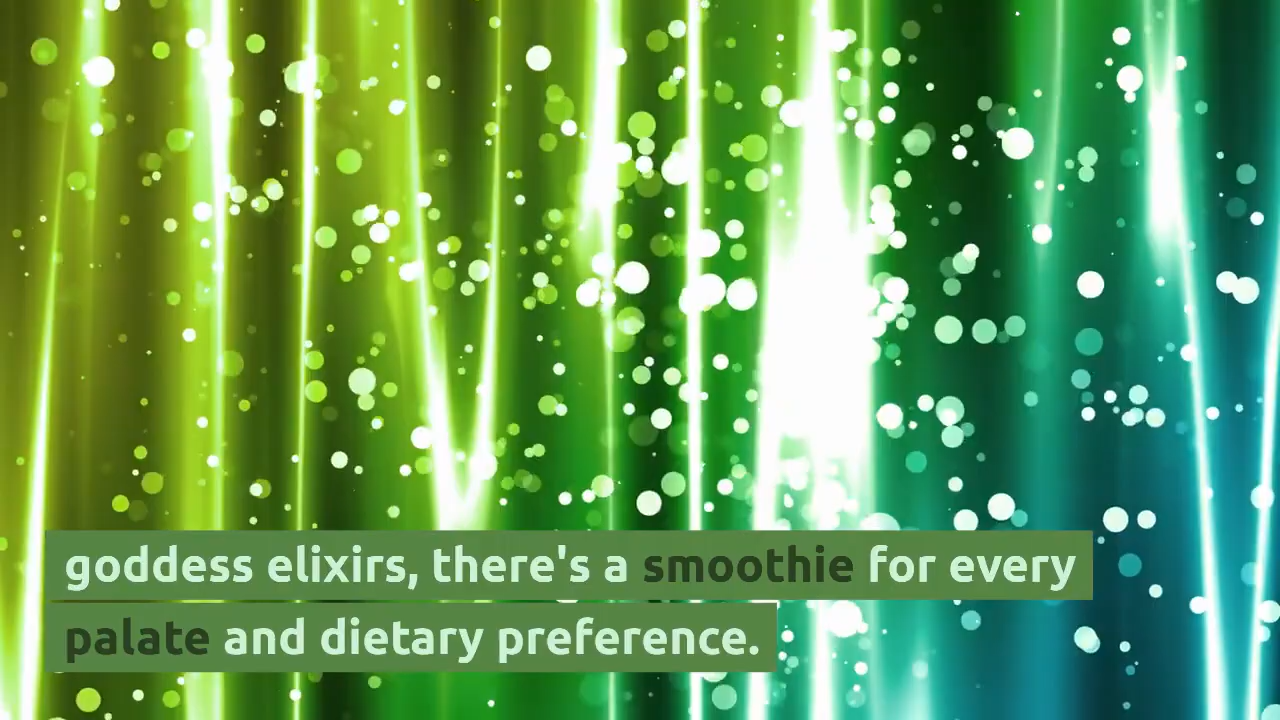 goddess elixirs, there's a smoothie for every
palate and dietary preference.